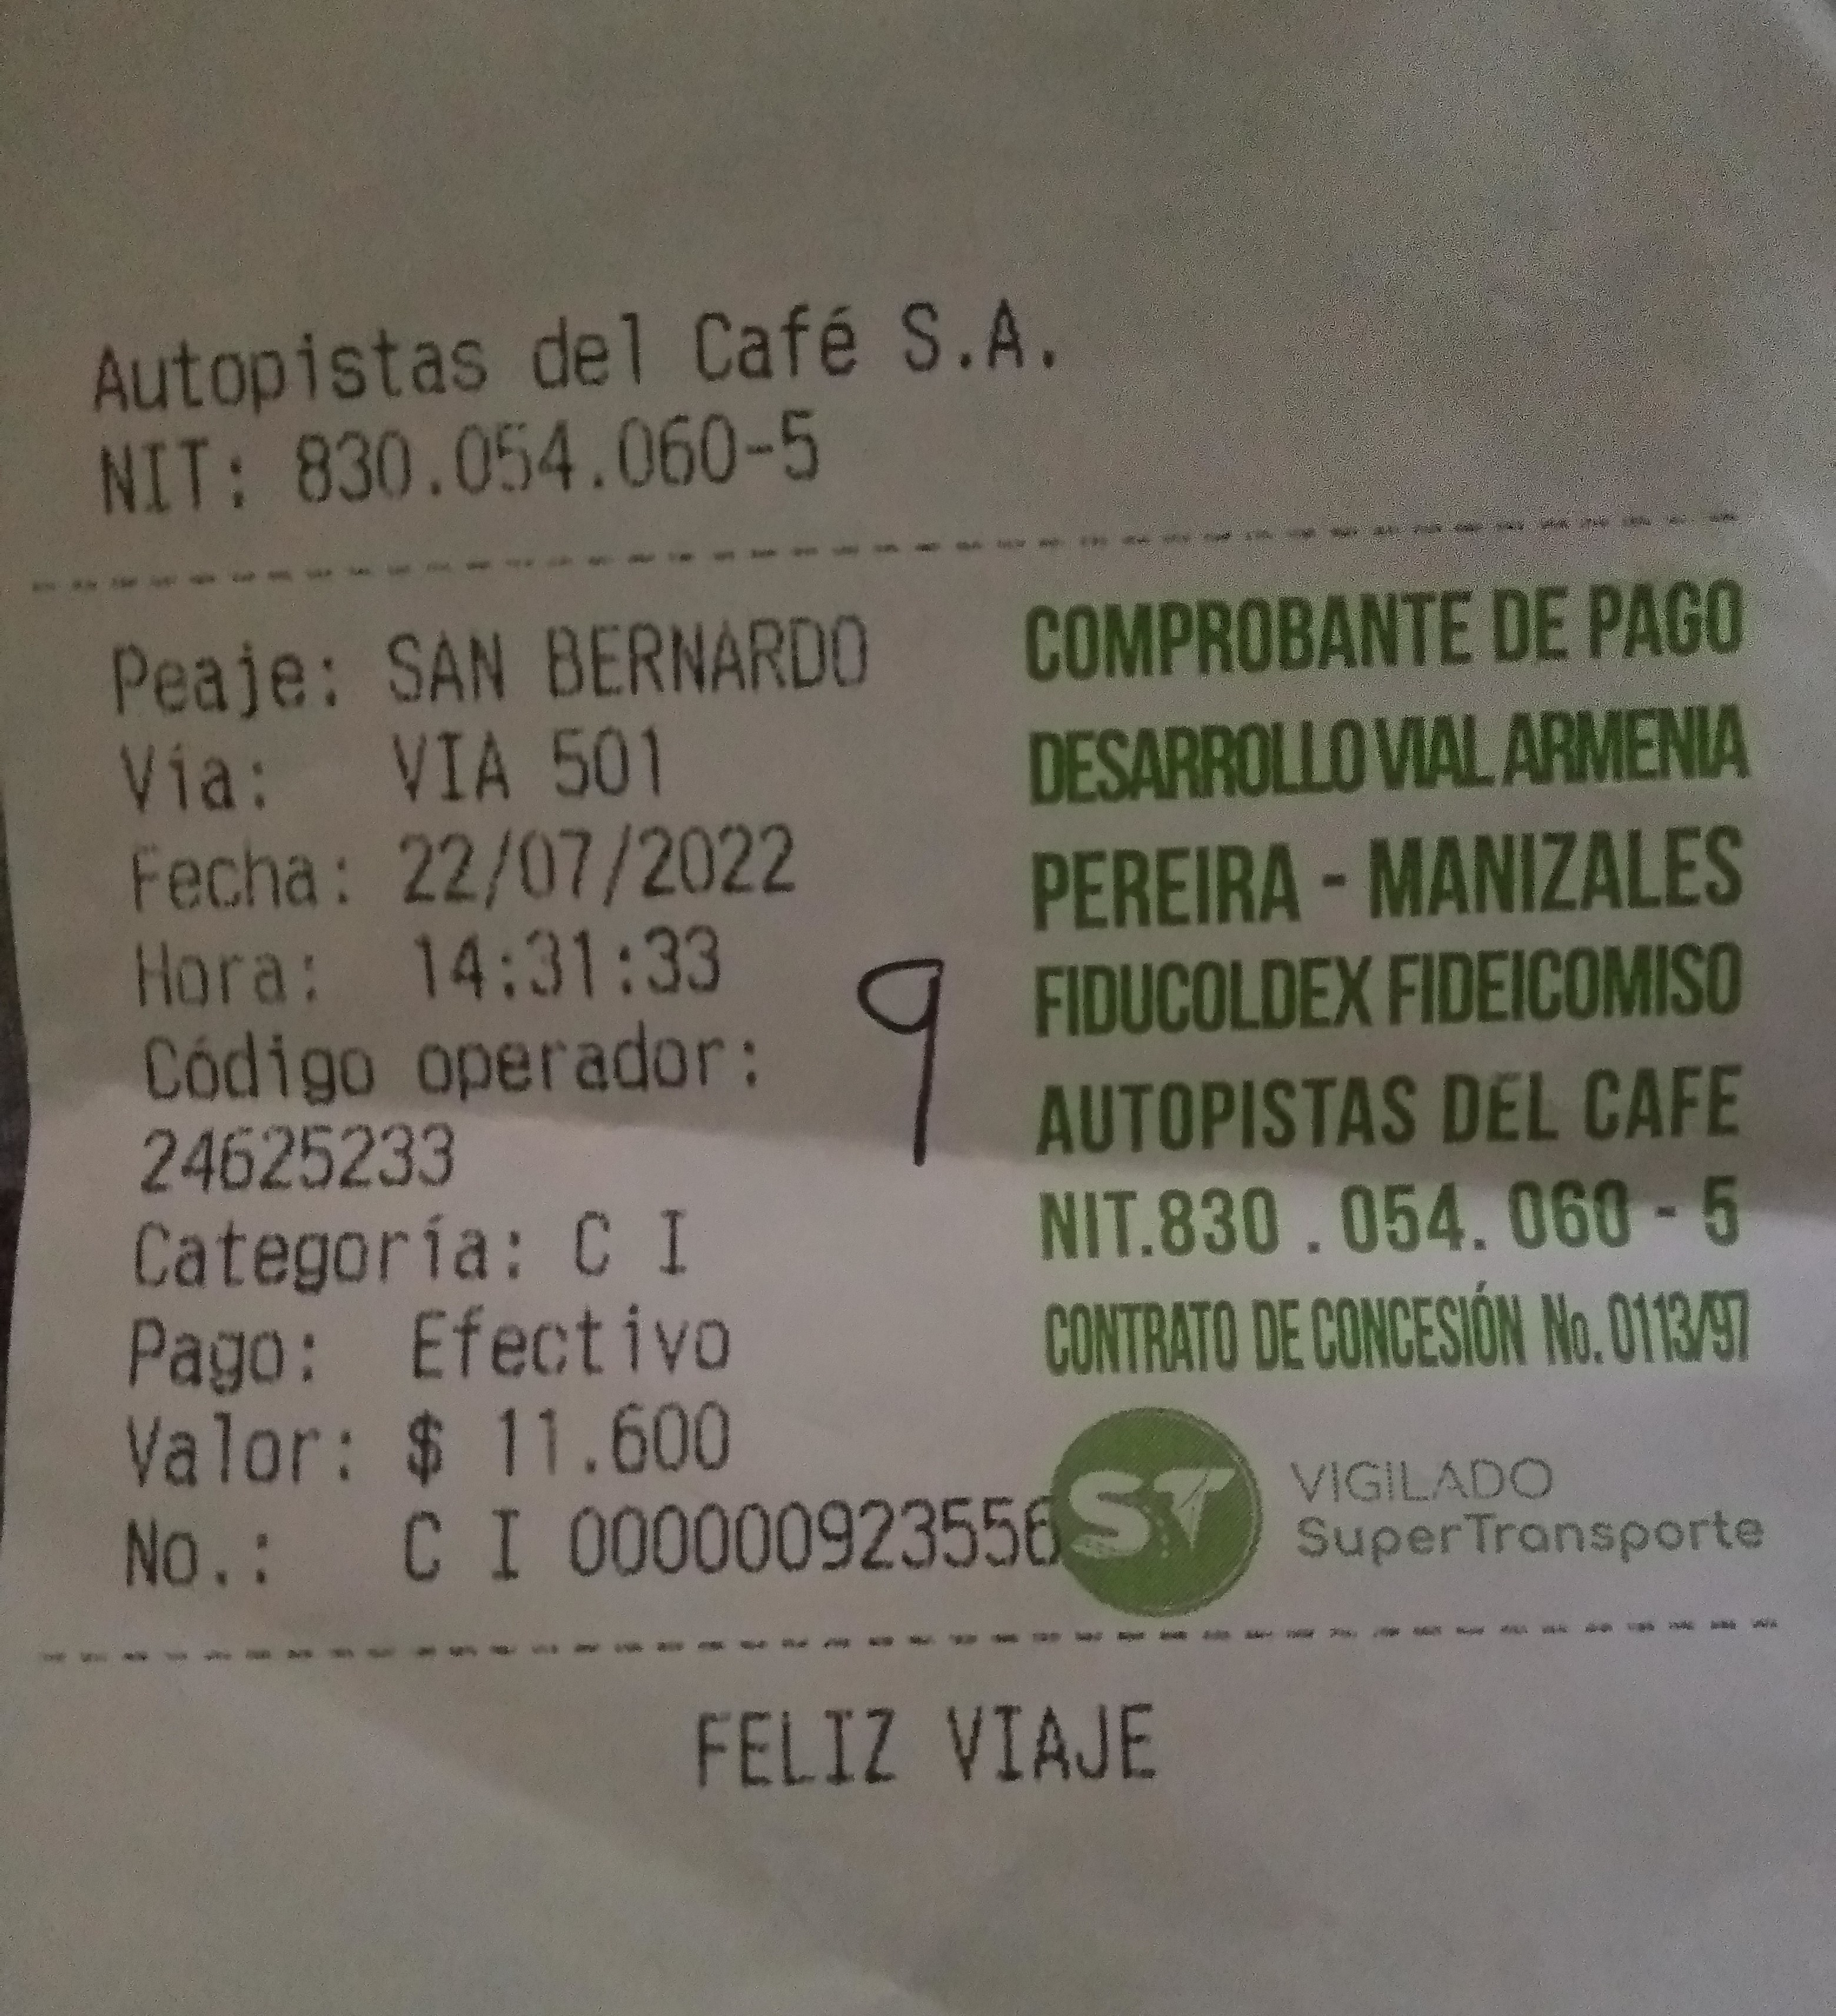 Autopistas del Café S.A.
NIT: 830.054.060-5
Peaje: SAN BERNARDO
Vía: VIA 501
Fecha: 22/07/2022
Hora: 14:31:33
Código operador:
24625233
Categoría: C I
Pago: Efectivo
Valor: $ 11.600
No.: C I 000000923556
9
COMPROBANTE DE PAGO
DESARROLLO VIAL ARMENIA
PEREIRA - MANIZALES
FIDUCOLDEX FIDEICOMISO
AUTOPISTAS DEL CAFE
NIT.830 . 054. 060 - 5
CONTRATO DE CONCESIÓN No. 0113/97
ST
VIGILADO
SuperTransporte
FELIZ VIAJE